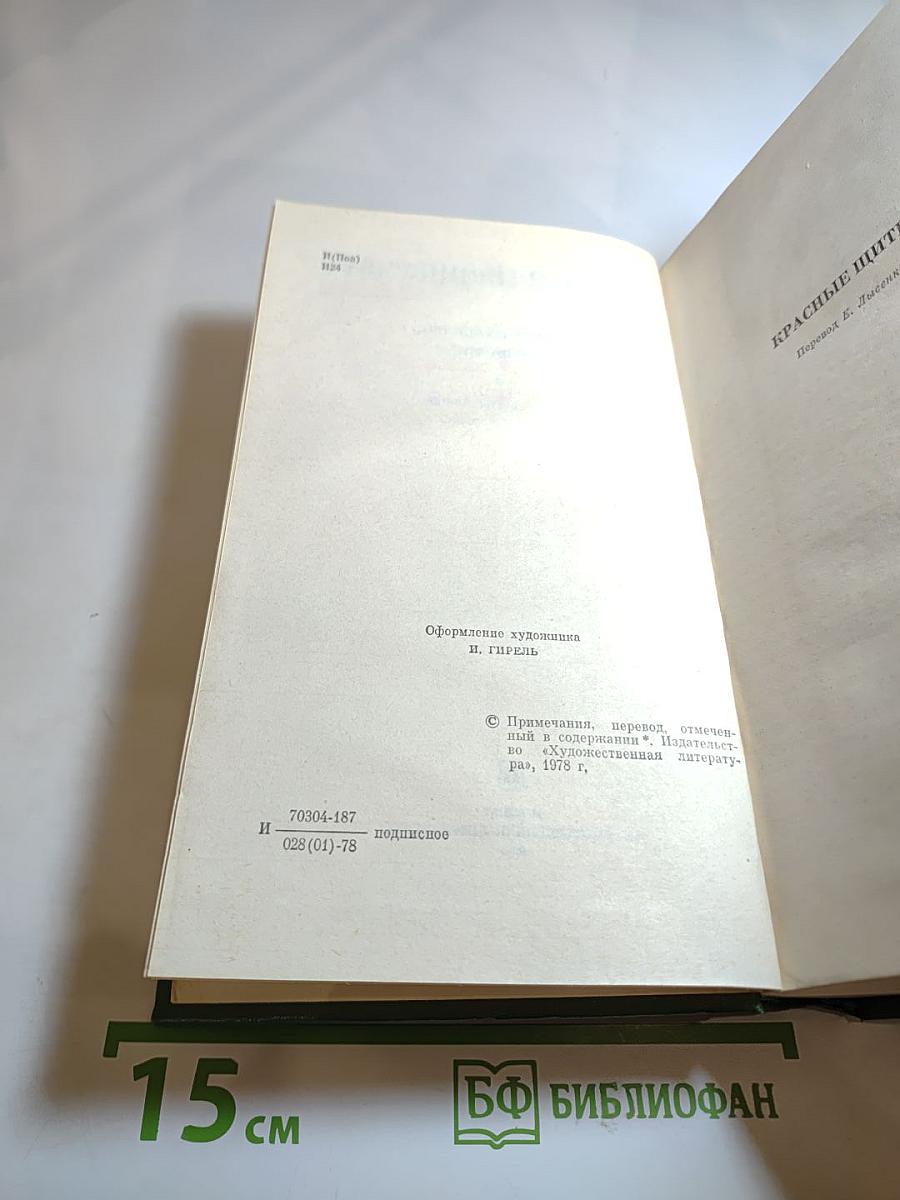 И(Пол)
И24
Оформление художника
И. ГИРЕЛЬ
© Примечания, перевод, отмечен-
ный в содержании*. Издательст-
во «Художественная литерату-
ра», 1978 г,
И 70304-187 подписное
028(01)-78
КРАСНЫЕ ЩИТ
Перевод Е. Лысенк
15 см
БФ БИБЛИОФАН